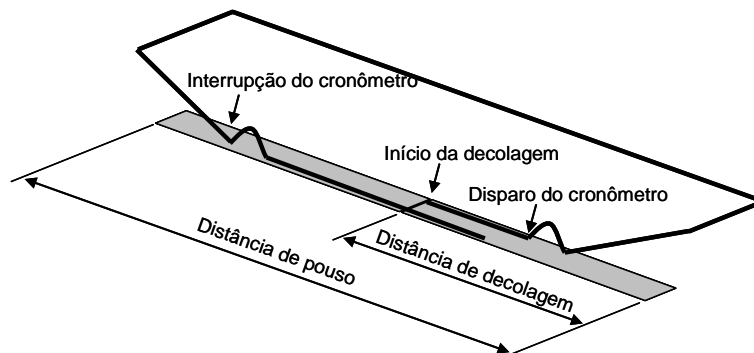 Interrupção do cronômetro
Início da decolagem
Disparo do cronômetro
Distância de pouso
Distância de decolagem